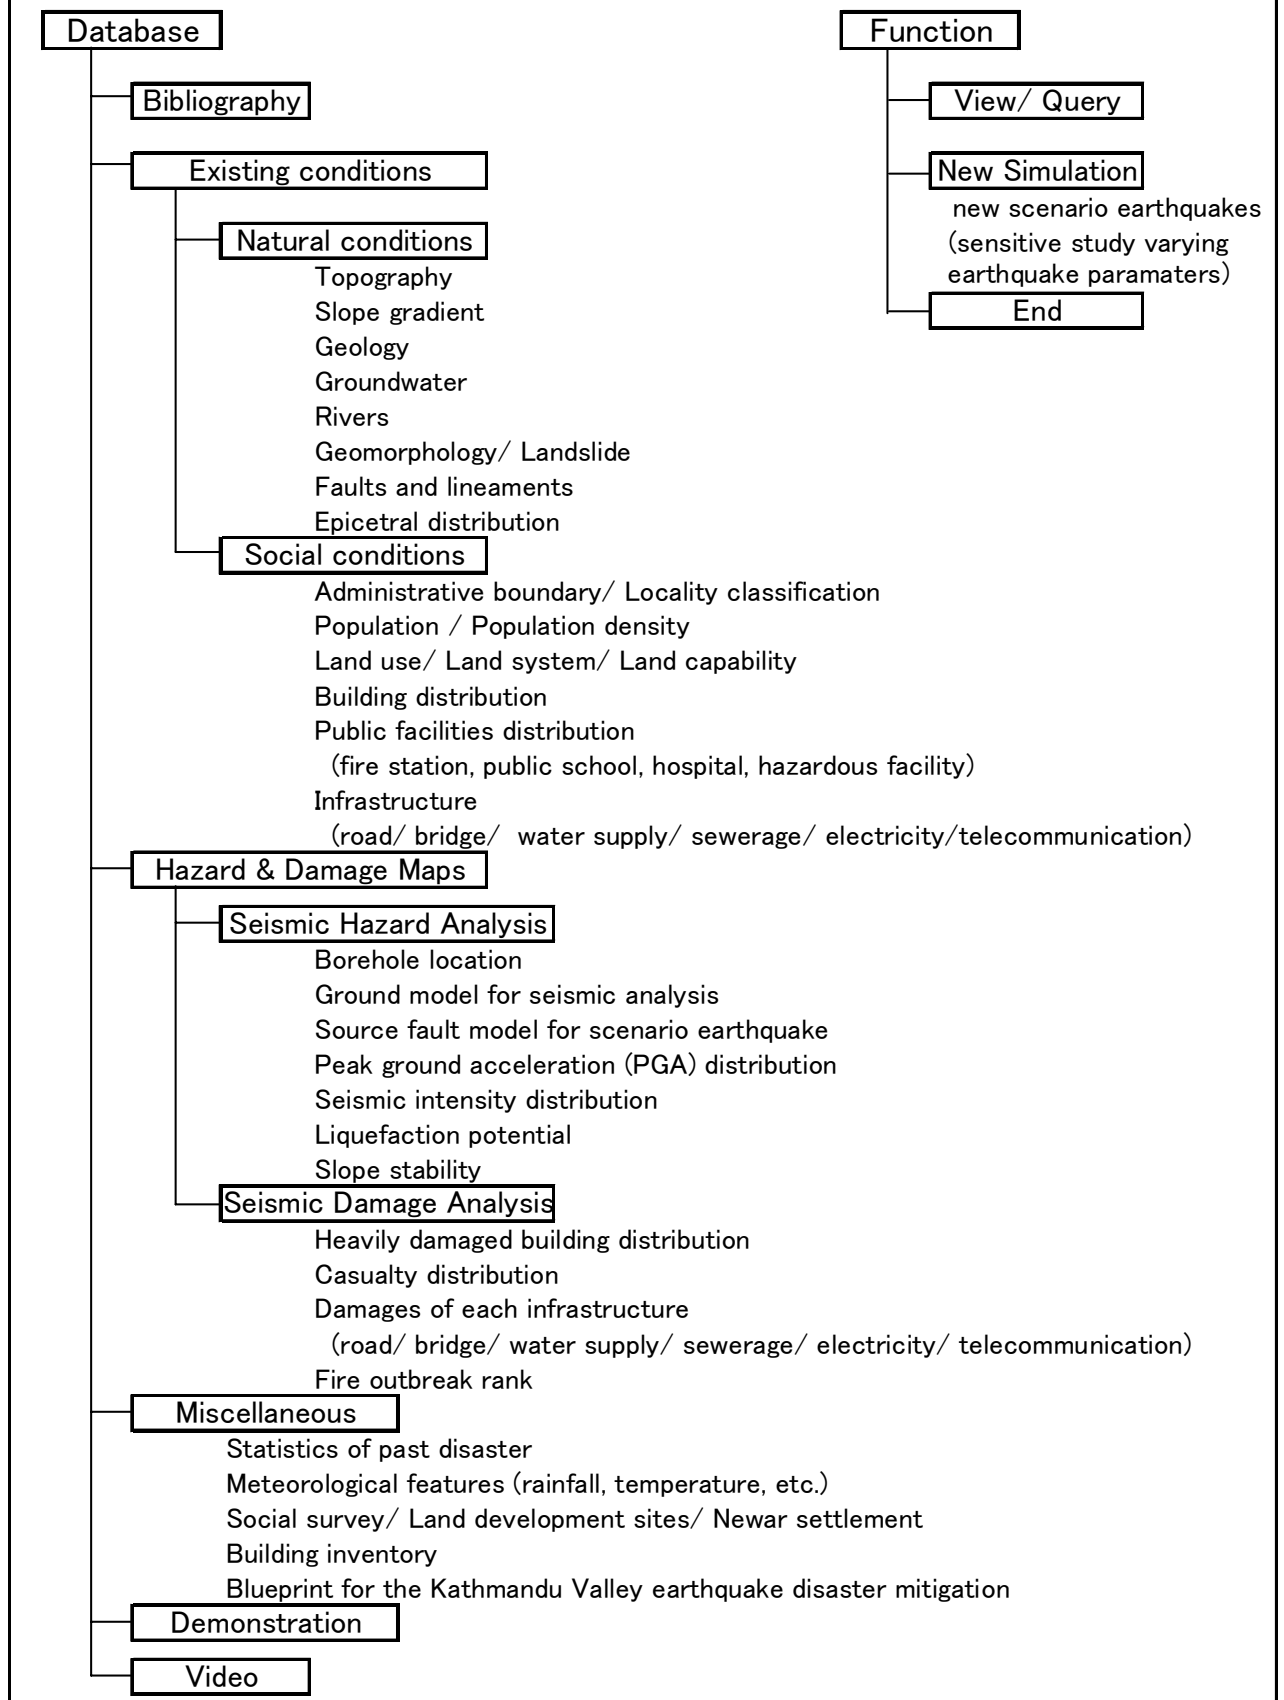 Database
Bibliography
Existing conditions
Natural conditions
Topography
Slope gradient
Geology
Groundwater
Rivers
Geomorphology/ Landslide
Faults and lineaments
Epicetral distribution
Social conditions
Administrative boundary/ Locality classification
Population / Population density
Land use/ Land system/ Land capability
Building distribution
Public facilities distribution
(fire station, public school, hospital, hazardous facility)
Infrastructure
(road/ bridge/ water supply/ sewerage/ electricity/telecommunication)
Hazard & Damage Maps
Seismic Hazard Analysis
Borehole location
Ground model for seismic analysis
Source fault model for scenario earthquake
Peak ground acceleration (PGA) distribution
Seismic intensity distribution
Liquefaction potential
Slope stability
Seismic Damage Analysis
Heavily damaged building distribution
Casualty distribution
Damages of each infrastructure
(road/ bridge/ water supply/ sewerage/ electricity/ telecommunication)
Fire outbreak rank
Miscellaneous
Statistics of past disaster
Meteorological features (rainfall, temperature, etc.)
Social survey/ Land development sites/ Newar settlement
Building inventory
Blueprint for the Kathmandu Valley earthquake disaster mitigation
Demonstration
Video
Function
View/ Query
New Simulation
new scenario earthquakes
(sensitive study varying
earthquake paramaters)
End